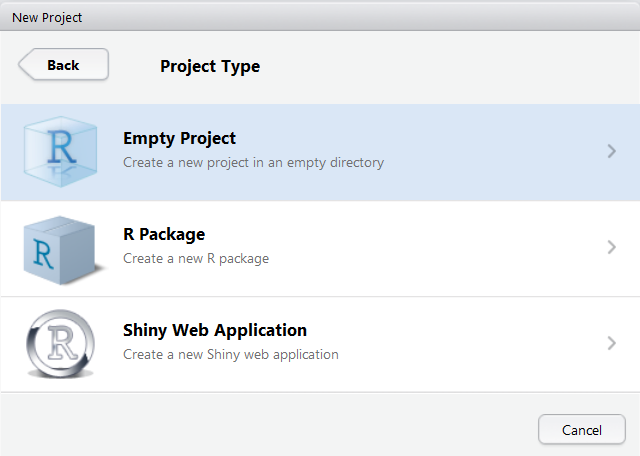 New Project
Back
Project Type
R
Empty Project
Create a new project in an empty directory
R
R Package
Create a new R package
R
Shiny Web Application
Create a new Shiny web application
Cancel